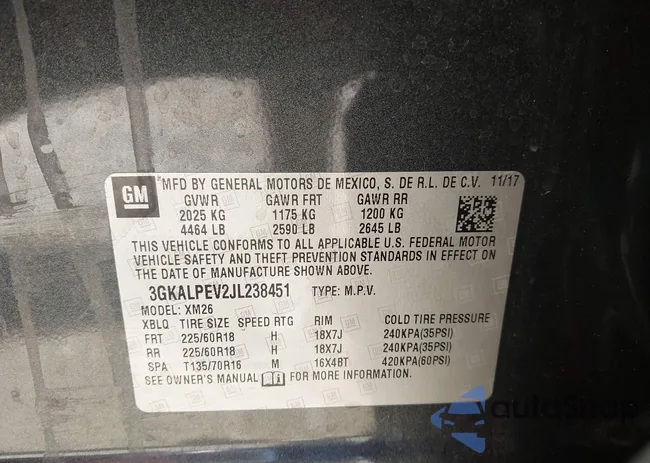 GM
*MFD BY GENERAL MOTORS DE MEXICO, S. DE R.L. DE C.V. 11/17
GVWR GAWR FRT GAWR RR
2025 KG 1175 KG 1200 KG
4464 LB 2590 LB 2645 LB
THIS VEHICLE CONFORMS TO ALL APPLICABLE U.S. FEDERAL MOTOR
VEHICLE SAFETY AND THEFT PREVENTION STANDARDS IN EFFECT ON
THE DATE OF MANUFACTURE SHOWN ABOVE.
3GKALPEV2JL238451 TYPE: M.P.V.
MODEL: XM26
XBLQ TIRE SIZE SPEED RTG RIM COLD TIRE PRESSURE
FRT 225/60R18 H 18X7J 240KPA(35PSI)
RR 225/60R18 H 18X7J 240KPA(35PSI)
SPA T135/70R16 M 16X4BT 420KPA(60PSI)
SEE OWNER'S MANUAL FOR MORE INFORMATION.